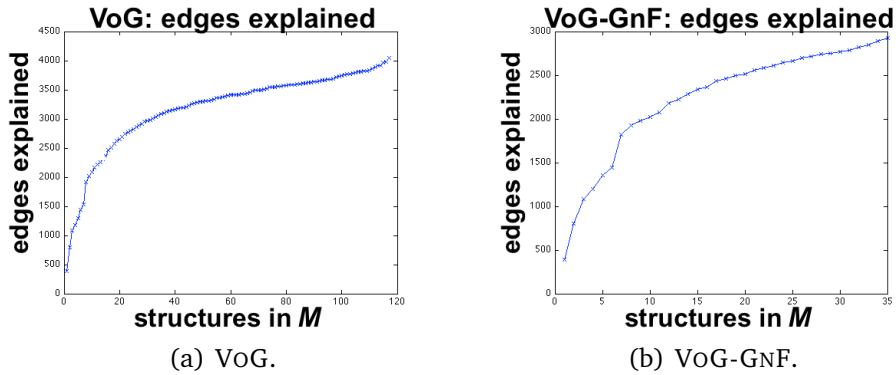 VoG: edges explained
4500
4000
3500
3000
2500
2000
1500
1000
500
0
edges explained
0 20 40 60 80 100 120
structures in M
(a) VOG.
VoG-GnF: edges explained
3000
2500
2000
1500
1000
500
0
edges explained
0 5 10 15 20 25 30 35
structures in M
(b) VOG-GNF.